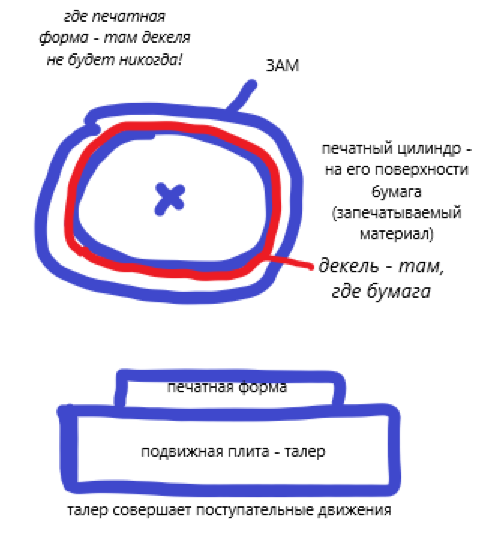 где печатная
форма - там декеля
не будет никогда!
ЗАМ
печатный цилиндр -
на его поверхности
бумага
(запечатываемый
материал)
декель - там,
где бумага
печатная форма
подвижная плита - талер
талер совершает поступательные движения